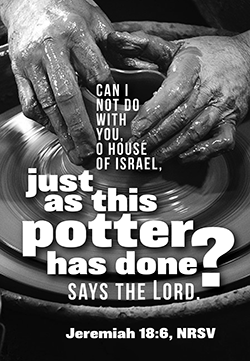 CAN I
NOT DO
WITH
YOU,
O HOUSE
OF ISRAEL,
just
as this
potter
has done?
SAYS THE LORD.
Jeremiah 18:6, NRSV